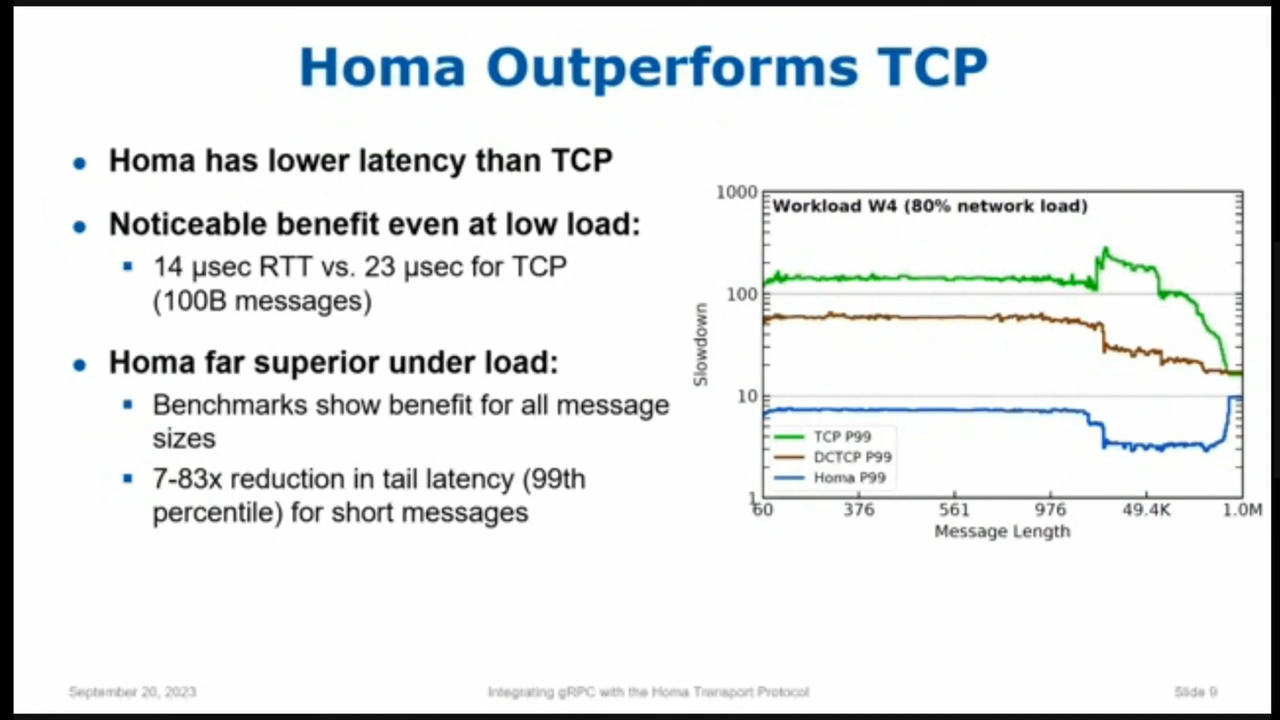 Homa Outperforms TCP
• Homa has lower latency than TCP
• Noticeable benefit even at low load:
▪ 14 µsec RTT vs. 23 µsec for TCP
(100B messages)
• Homa far superior under load:
▪ Benchmarks show benefit for all message
sizes
▪ 7-83x reduction in tail latency (99th
percentile) for short messages
Workload W4 (80% network load)
1000
100
10
1
Slowdown
TCP P99
DCTCP P99
Homa P99
60 376 561 976 49.4K 1.0M
Message Length
September 20, 2023
Integrating gRPC with the Homa Transport Protocol
Slide 9